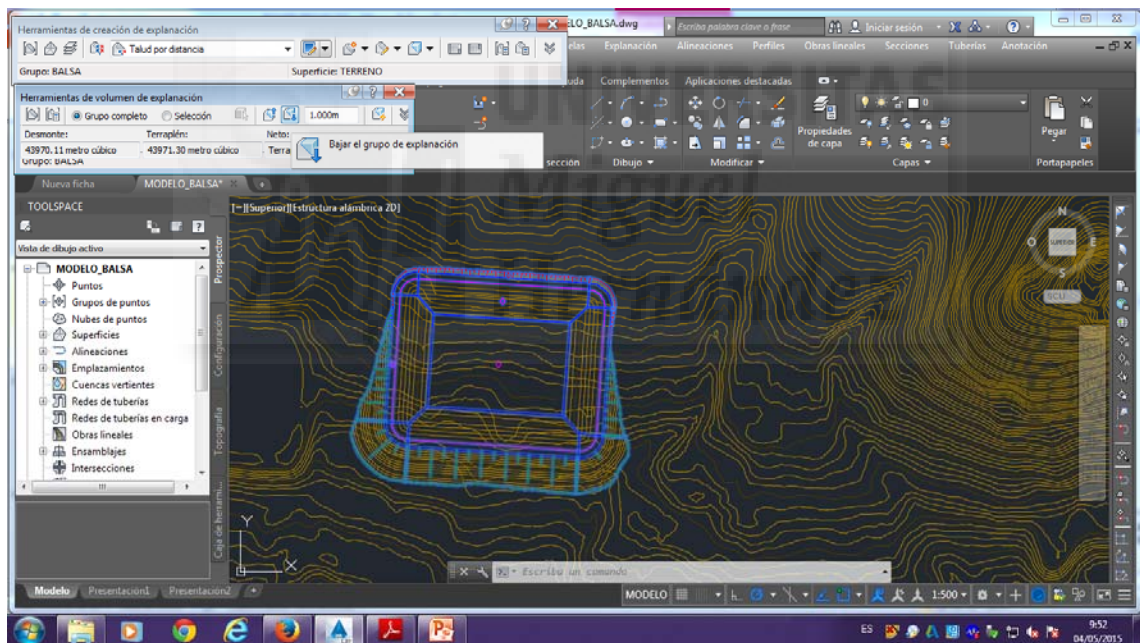 Herramientas de creación de explanación
Talud por distancia
Grupo: BALSA
Superficie: TERRENO
Herramientas de volumen de explanación
Grupo completo
Selección
1.000m
Desmonte:
Terraplén:
Neto:
43970.11 metro cúbico
43971.30 metro cúbico
Terra
Grupo: BALSA
Bajar el grupo de explanación
ELO_BALSA.dwg
Escriba palabra clave o frase
Iniciar sesión
Explanación
Alineaciones
Perfiles
Obras lineales
Secciones
Tuberías
Anotación
Complementos
Aplicaciones destacadas
0
Propiedades
de capa
Pegar
sección
Dibujo
Modificar
Capas
Portapapeles
UNIVERSITAS
Miguel
Hernández
Nueva ficha
MODELO_BALSA*
TOOLSPACE
[-][Superior][Estructura alámbrica 2D]
Vista de dibujo activo
MODELO_BALSA
Puntos
Grupos de puntos
Nubes de puntos
Superficies
Alineaciones
Emplazamientos
Cuencas vertientes
Redes de tuberías
Redes de tuberías en carga
Obras lineales
Ensamblajes
Intersecciones
Prospector
Configuración
Topografía
Caja de herrami...
N
O
SUPERIOR
E
S
SCU
Y
X
Escriba un comando
Modelo
Presentación1
Presentación2
MODELO
1:500
ES
9:52
04/05/2015